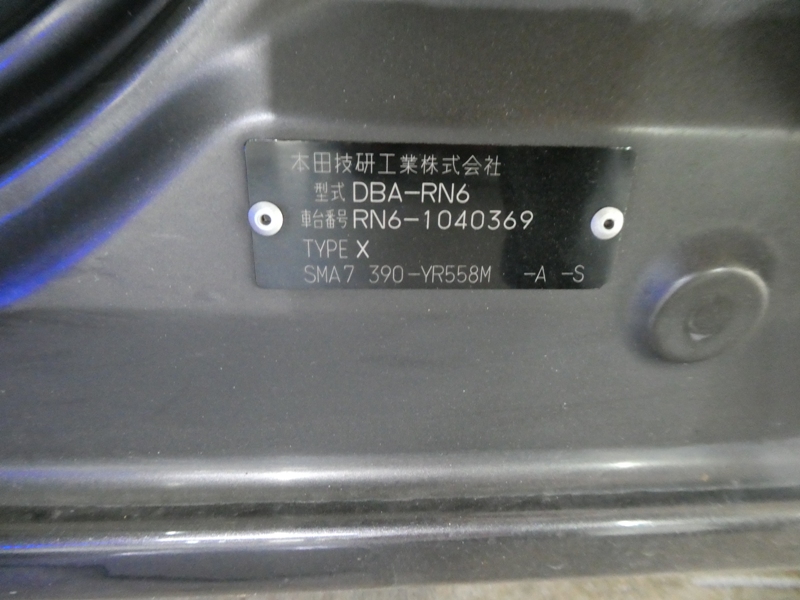 本田技研工業株式会社
型式 DBA-RN6
車台番号 RN6-1040369
TYPE X
SMA7 390-YR558M -A -S